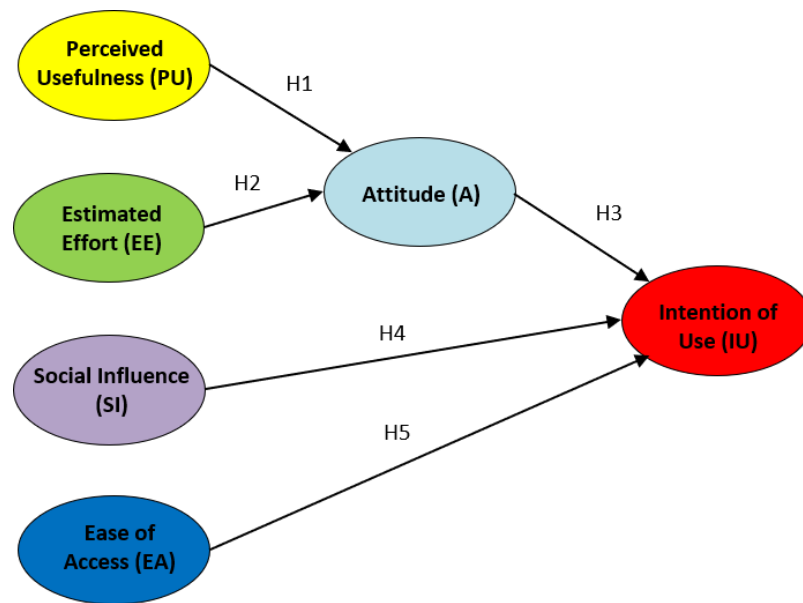 Perceived
Usefulness (PU)
H1
H2
Attitude (A)
Estimated
Effort (EE)
H3
Intention of
Use (IU)
H4
Social Influence
(SI)
H5
Ease of
Access (EA)